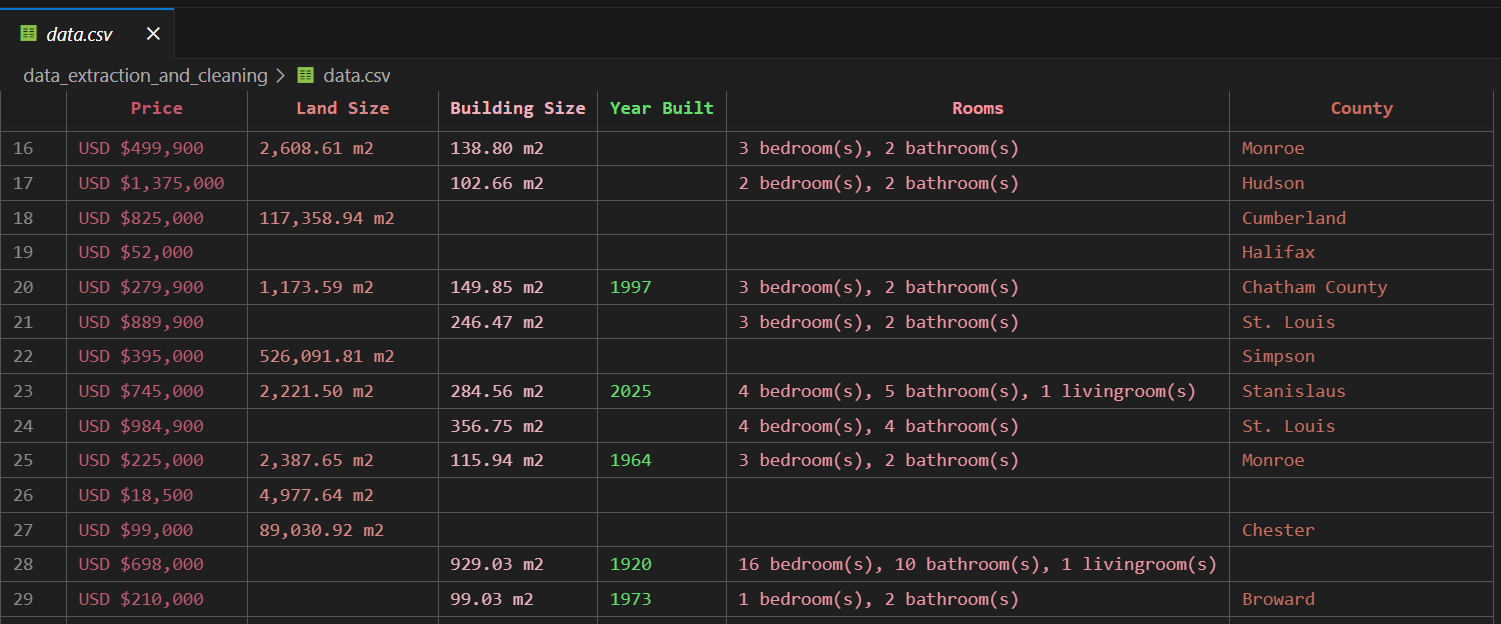 data.csv
data_extraction_and_cleaning > data.csv
Price Land Size Building Size Year Built Rooms County
16 USD $499,900 2,608.61 m2 138.80 m2 3 bedroom(s), 2 bathroom(s) Monroe
17 USD $1,375,000 102.66 m2 2 bedroom(s), 2 bathroom(s) Hudson
18 USD $825,000 117,358.94 m2 Cumberland
19 USD $52,000 Halifax
20 USD $279,900 1,173.59 m2 149.85 m2 1997 3 bedroom(s), 2 bathroom(s) Chatham County
21 USD $889,900 246.47 m2 3 bedroom(s), 2 bathroom(s) St. Louis
22 USD $395,000 526,091.81 m2 Simpson
23 USD $745,000 2,221.50 m2 284.56 m2 2025 4 bedroom(s), 5 bathroom(s), 1 livingroom(s) Stanislaus
24 USD $984,900 356.75 m2 4 bedroom(s), 4 bathroom(s) St. Louis
25 USD $225,000 2,387.65 m2 115.94 m2 1964 3 bedroom(s), 2 bathroom(s) Monroe
26 USD $18,500 4,977.64 m2
27 USD $99,000 89,030.92 m2 Chester
28 USD $698,000 929.03 m2 1920 16 bedroom(s), 10 bathroom(s), 1 livingroom(s)
29 USD $210,000 99.03 m2 1973 1 bedroom(s), 2 bathroom(s) Broward